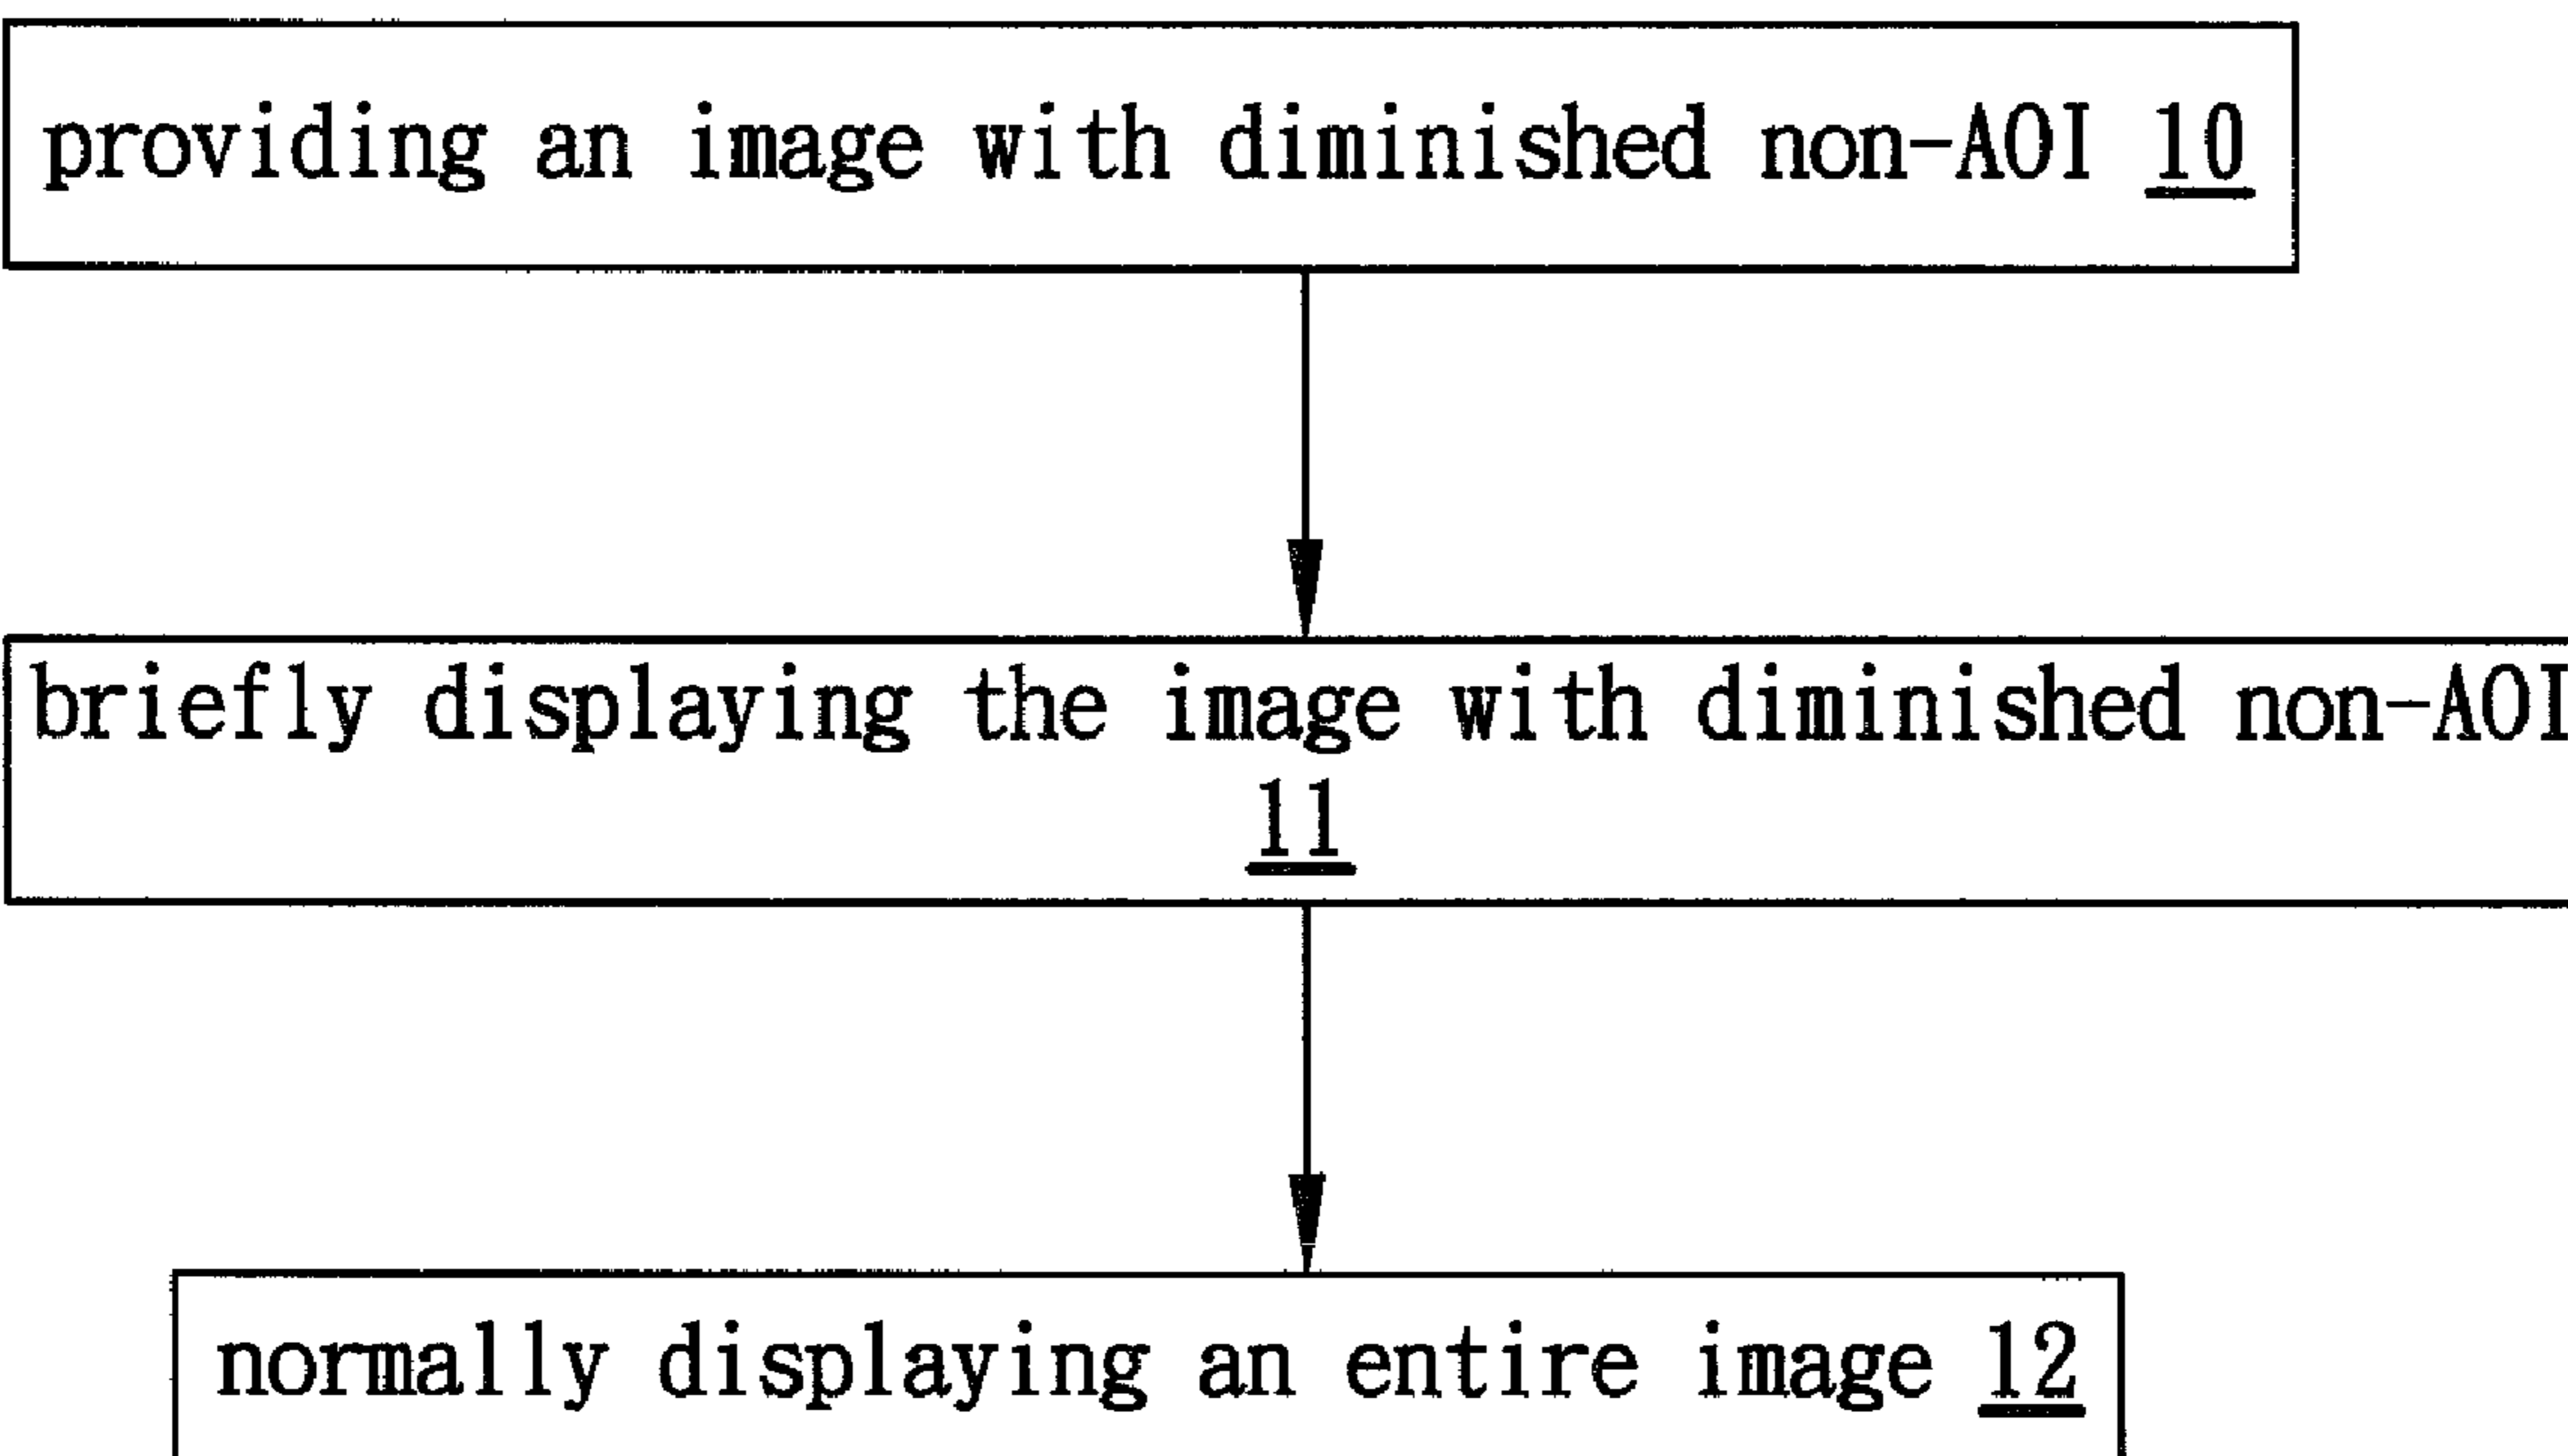 providing an image with diminished non-AOI 10
briefly displaying the image with diminished non-AOI
11
normally displaying an entire image 12